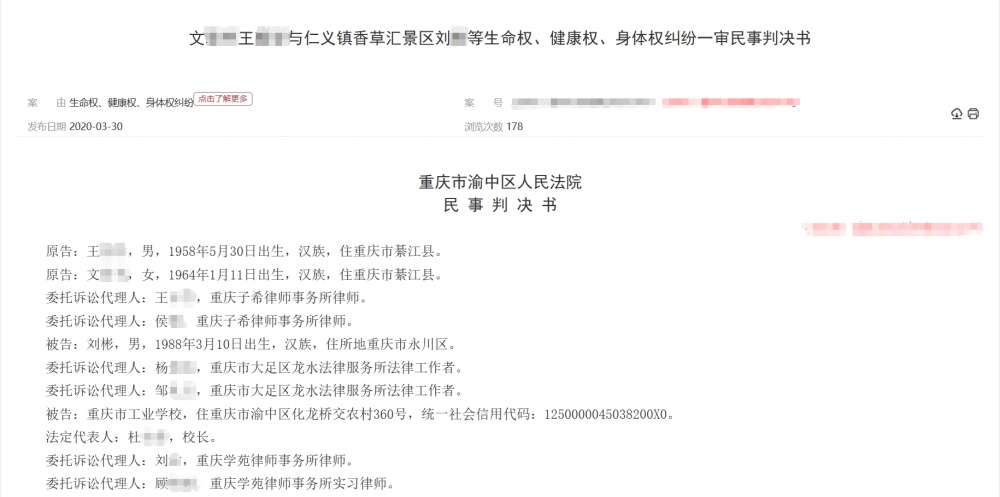 文 王 与仁义镇香草汇景区刘 等生命权、健康权、身体权纠纷一审民事判决书
案 由 生命权、健康权、身体权纠纷 点击了解更多
案 号
发布日期 2020-03-30
浏览次数 178
重庆市渝中区人民法院
民 事 判 决 书
原告：王 ，男，1958年5月30日出生，汉族，住重庆市綦江县。
原告：文 ，女，1964年1月11日出生，汉族，住重庆市綦江县。
委托诉讼代理人：王 ，重庆子希律师事务所律师。
委托诉讼代理人：侯 ，重庆子希律师事务所律师。
被告：刘彬，男，1988年3月10日出生，汉族，住所地重庆市永川区。
委托诉讼代理人：杨 ，重庆市大足区龙水法律服务所法律工作者。
委托诉讼代理人：邹 ，重庆市大足区龙水法律服务所法律工作者。
被告：重庆市工业学校，住重庆市渝中区化龙桥交农村360号，统一社会信用代码：1250000045038200X0。
法定代表人：杜 ，校长。
委托诉讼代理人：刘 ，重庆学苑律师事务所律师。
委托诉讼代理人：顾 ，重庆学苑律师事务所实习律师。